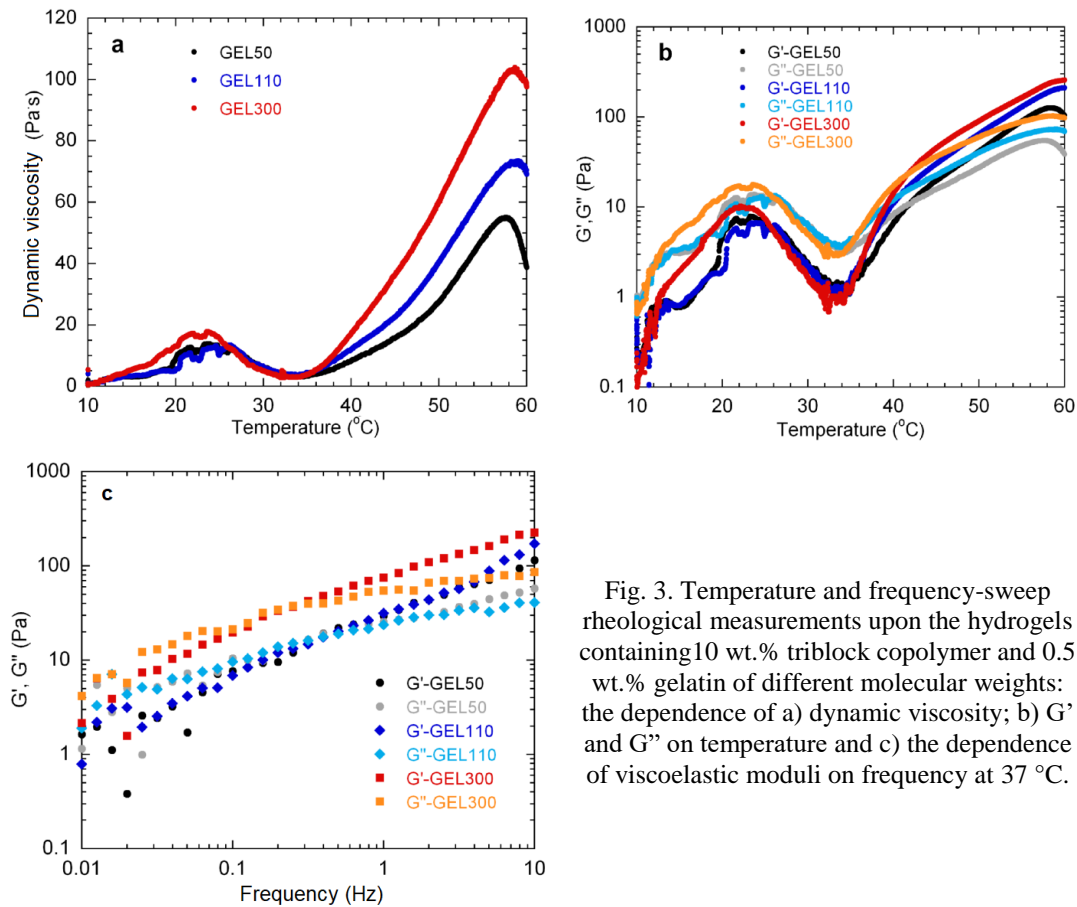 a
GEL50
GEL110
GEL300
Dynamic viscosity (Pa·s)
120
100
80
60
40
20
0
10 20 30 40 50 60
Temperature (°C)
b
G'-GEL50
G"-GEL50
G'-GEL110
G"-GEL110
G'-GEL300
G"-GEL300
G',G" (Pa)
1000
100
10
1
0.1
10 20 30 40 50 60
Temperature (°C)
c
G'-GEL50
G"-GEL50
G'-GEL110
G"-GEL110
G'-GEL300
G"-GEL300
G', G" (Pa)
1000
100
10
1
0.1
0.01 0.1 1 10
Frequency (Hz)
Fig. 3. Temperature and frequency-sweep
rheological measurements upon the hydrogels
containing10 wt.% triblock copolymer and 0.5
wt.% gelatin of different molecular weights:
the dependence of a) dynamic viscosity; b) G’
and G” on temperature and c) the dependence
of viscoelastic moduli on frequency at 37 °C.